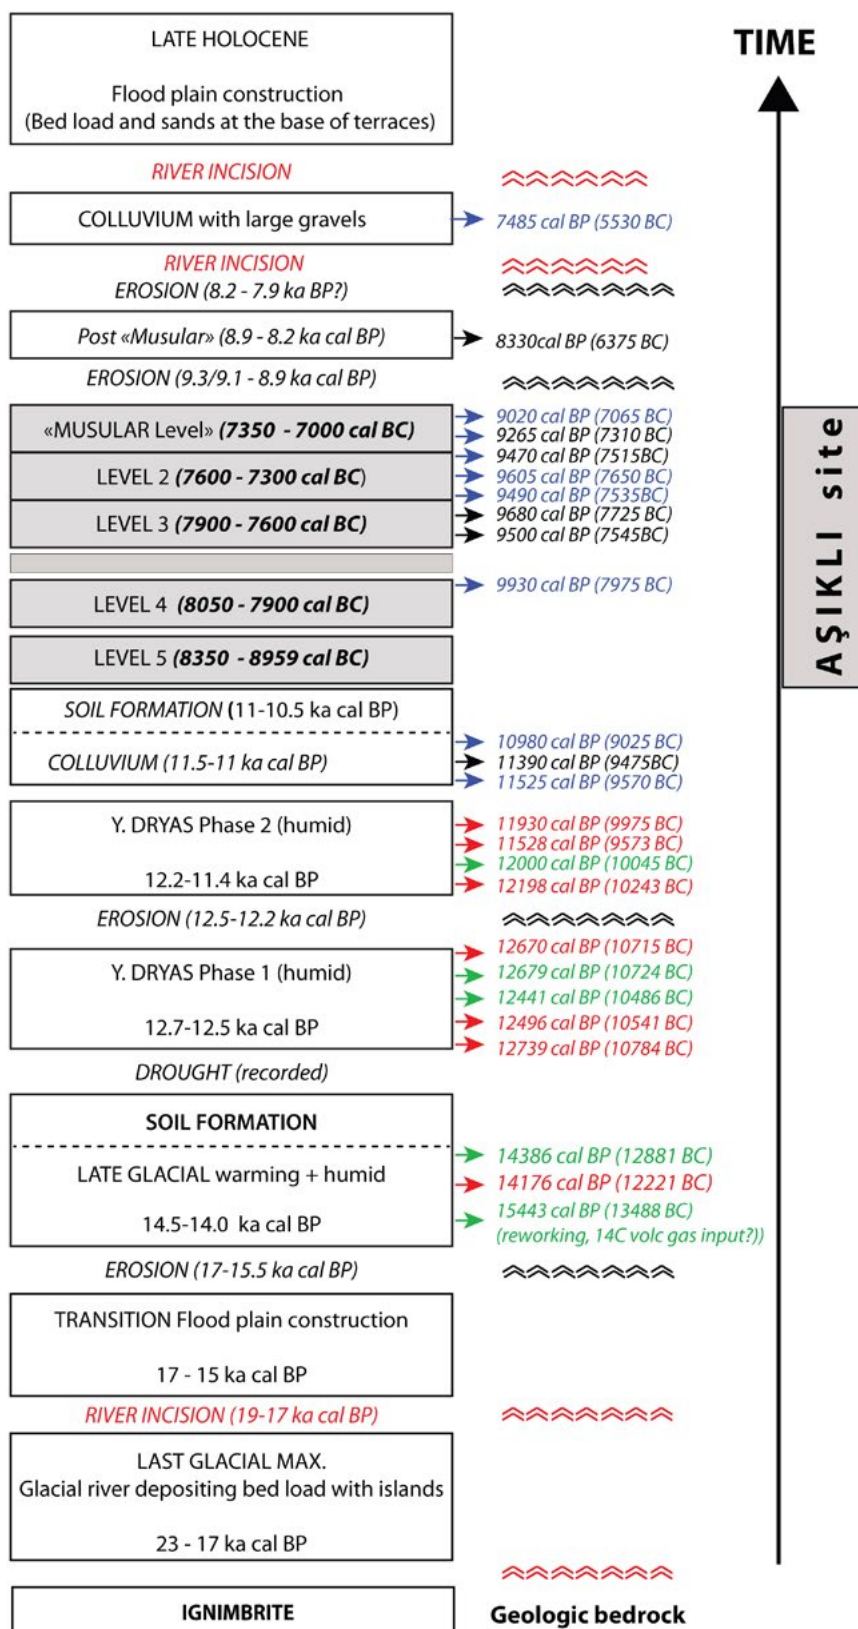 LATE HOLOCENE
TIME
Flood plain construction
(Bed load and sands at the base of terraces)
RIVER INCISION
COLLUVIUM with large gravels
7485 cal BP (5530 BC)
RIVER INCISION
EROSION (8.2 - 7.9 ka BP?)
Post «Musular» (8.9 - 8.2 ka cal BP)
8330cal BP (6375 BC)
EROSION (9.3/9.1 - 8.9 ka cal BP)
«MUSULAR Level» (7350 - 7000 cal BC)
9020 cal BP (7065 BC)
9265 cal BP (7310 BC)
9470 cal BP (7515BC)
LEVEL 2 (7600 - 7300 cal BC)
9605 cal BP (7650 BC)
9490 cal BP (7535BC)
LEVEL 3 (7900 - 7600 cal BC)
9680 cal BP (7725 BC)
9500 cal BP (7545BC)
9930 cal BP (7975 BC)
LEVEL 4 (8050 - 7900 cal BC)
LEVEL 5 (8350 - 8959 cal BC)
AŞIKLI site
SOIL FORMATION (11-10.5 ka cal BP)
COLLUVIUM (11.5-11 ka cal BP)
10980 cal BP (9025 BC)
11390 cal BP (9475BC)
11525 cal BP (9570 BC)
Y. DRYAS Phase 2 (humid)
12.2-11.4 ka cal BP
11930 cal BP (9975 BC)
11528 cal BP (9573 BC)
12000 cal BP (10045 BC)
12198 cal BP (10243 BC)
EROSION (12.5-12.2 ka cal BP)
Y. DRYAS Phase 1 (humid)
12.7-12.5 ka cal BP
12670 cal BP (10715 BC)
12679 cal BP (10724 BC)
12441 cal BP (10486 BC)
12496 cal BP (10541 BC)
12739 cal BP (10784 BC)
DROUGHT (recorded)
SOIL FORMATION
LATE GLACIAL warming + humid
14.5-14.0 ka cal BP
14386 cal BP (12881 BC)
14176 cal BP (12221 BC)
15443 cal BP (13488 BC)
(reworking, 14C volc gas input?))
EROSION (17-15.5 ka cal BP)
TRANSITION Flood plain construction
17 - 15 ka cal BP
RIVER INCISION (19-17 ka cal BP)
LAST GLACIAL MAX.
Glacial river depositing bed load with islands
23 - 17 ka cal BP
IGNIMBRITE
Geologic bedrock